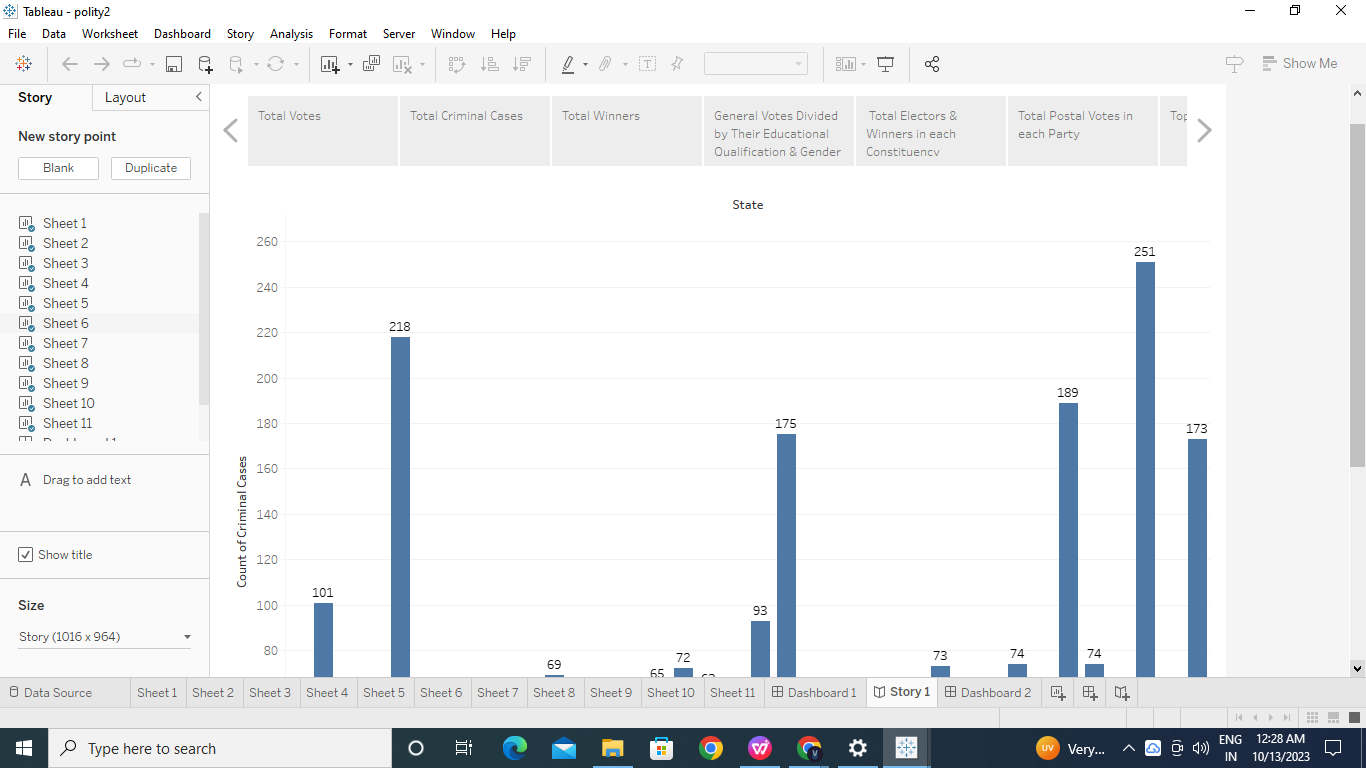 Tableau - polity2
File Data Worksheet Dashboard Story Analysis Format Server Window Help
Show Me
Story Layout
New story point
Blank Duplicate
Sheet 1
Sheet 2
Sheet 3
Sheet 4
Sheet 5
Sheet 6
Sheet 7
Sheet 8
Sheet 9
Sheet 10
Sheet 11
A Drag to add text
Show title
Size
Story (1016 x 964)
Total Votes
Total Criminal Cases
Total Winners
General Votes Divided
by Their Educational
Qualification & Gender
Total Electors &
Winners in each
Constituency
Total Postal Votes in
each Party
State
Count of Criminal Cases
260
240
220
200
180
160
140
120
100
80
101
218
69
65
72
93
175
73
74
189
74
251
173
Data Source Sheet 1 Sheet 2 Sheet 3 Sheet 4 Sheet 5 Sheet 6 Sheet 7 Sheet 8 Sheet 9 Sheet 10 Sheet 11 Dashboard 1 Story 1 Dashboard 2
Type here to search
UV Very...
ENG
IN
12:28 AM
10/13/2023